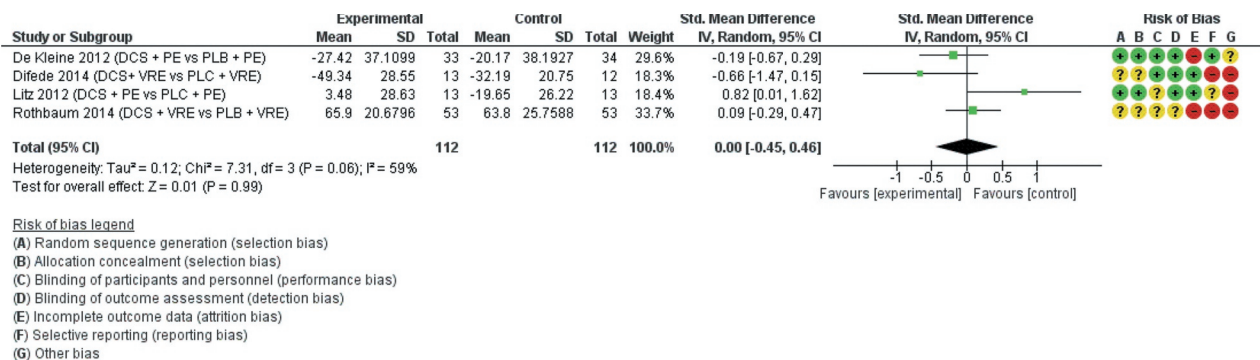 Experimental Control Std. Mean Difference Std. Mean Difference Risk of Bias
Study or Subgroup Mean SD Total Mean SD Total Weight IV, Random, 95% CI IV, Random, 95% CI A B C D E F G
De Kleine 2012 (DCS + PE vs PLB + PE) -27.42 37.1099 33 -20.17 38.1927 34 29.6% -0.19 [-0.67, 0.29] + + + + - + ?
Difede 2014 (DCS+ VRE vs PLC + VRE) -49.34 28.55 13 -32.19 20.75 12 18.3% -0.66 [-1.47, 0.15] ? ? + + + - -
Litz 2012 (DCS + PE vs PLC + PE) 3.48 28.63 13 -19.65 26.22 13 18.4% 0.82 [0.01, 1.62] + + ? + + ? -
Rothbaum 2014 (DCS + VRE vs PLB + VRE) 65.9 20.6796 53 63.8 25.7588 53 33.7% 0.09 [-0.29, 0.47] ? ? ? ? - - -
Total (95% CI) 112 112 100.0% 0.00 [-0.45, 0.46]
Heterogeneity: Tau² = 0.12; Chi² = 7.31, df = 3 (P = 0.06); I² = 59%
Test for overall effect: Z = 0.01 (P = 0.99)
-1 -0.5 0 0.5 1
Favours [experimental] Favours [control]
Risk of bias legend
(A) Random sequence generation (selection bias)
(B) Allocation concealment (selection bias)
(C) Blinding of participants and personnel (performance bias)
(D) Blinding of outcome assessment (detection bias)
(E) Incomplete outcome data (attrition bias)
(F) Selective reporting (reporting bias)
(G) Other bias